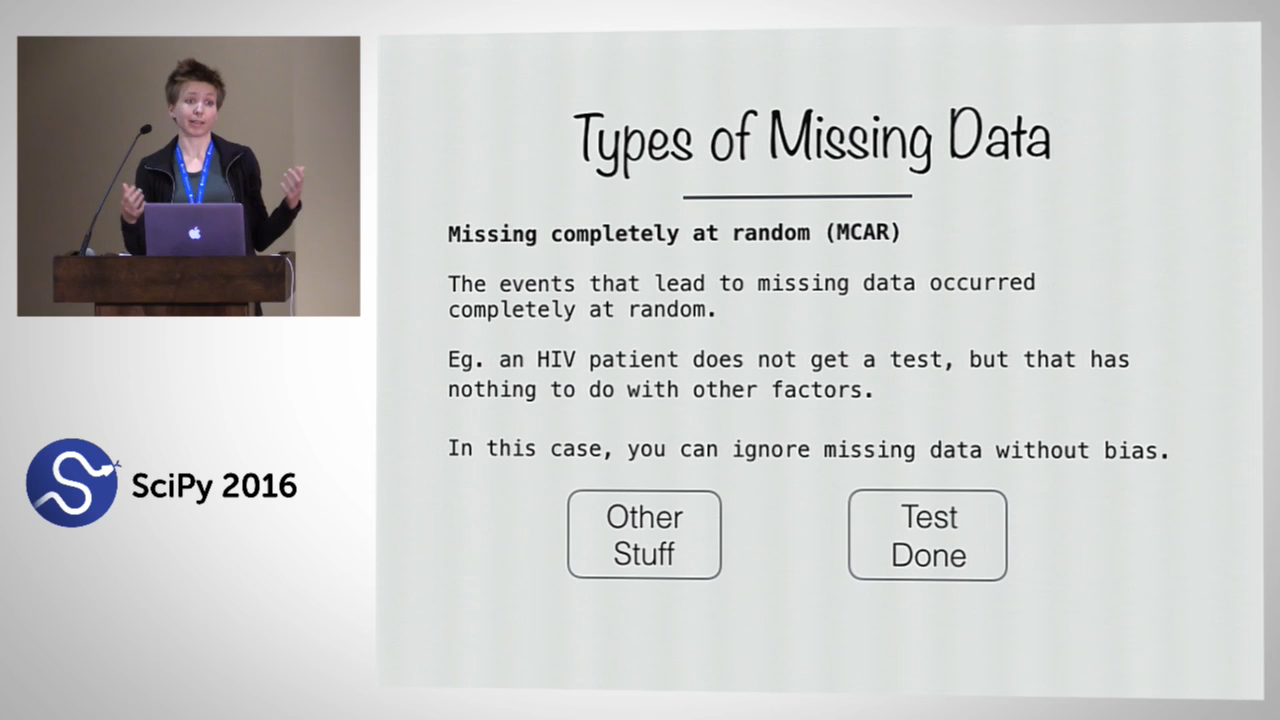 Types of Missing Data
Missing completely at random (MCAR)
The events that lead to missing data occurred
completely at random.
Eg. an HIV patient does not get a test, but that has
nothing to do with other factors.
In this case, you can ignore missing data without bias.
Other
Stuff
Test
Done
SciPy 2016